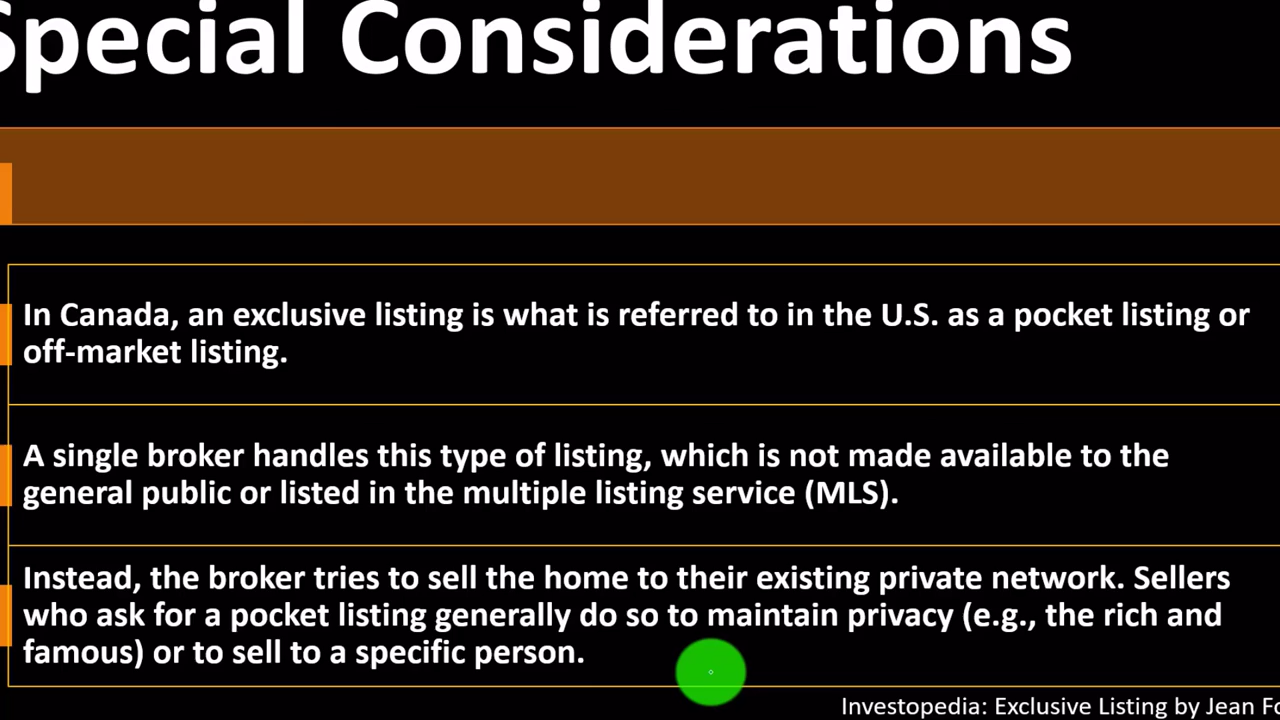 Special Considerations
In Canada, an exclusive listing is what is referred to in the U.S. as a pocket listing or
off-market listing.
A single broker handles this type of listing, which is not made available to the
general public or listed in the multiple listing service (MLS).
Instead, the broker tries to sell the home to their existing private network. Sellers
who ask for a pocket listing generally do so to maintain privacy (e.g., the rich and
famous) or to sell to a specific person.
Investopedia: Exclusive Listing by Jean